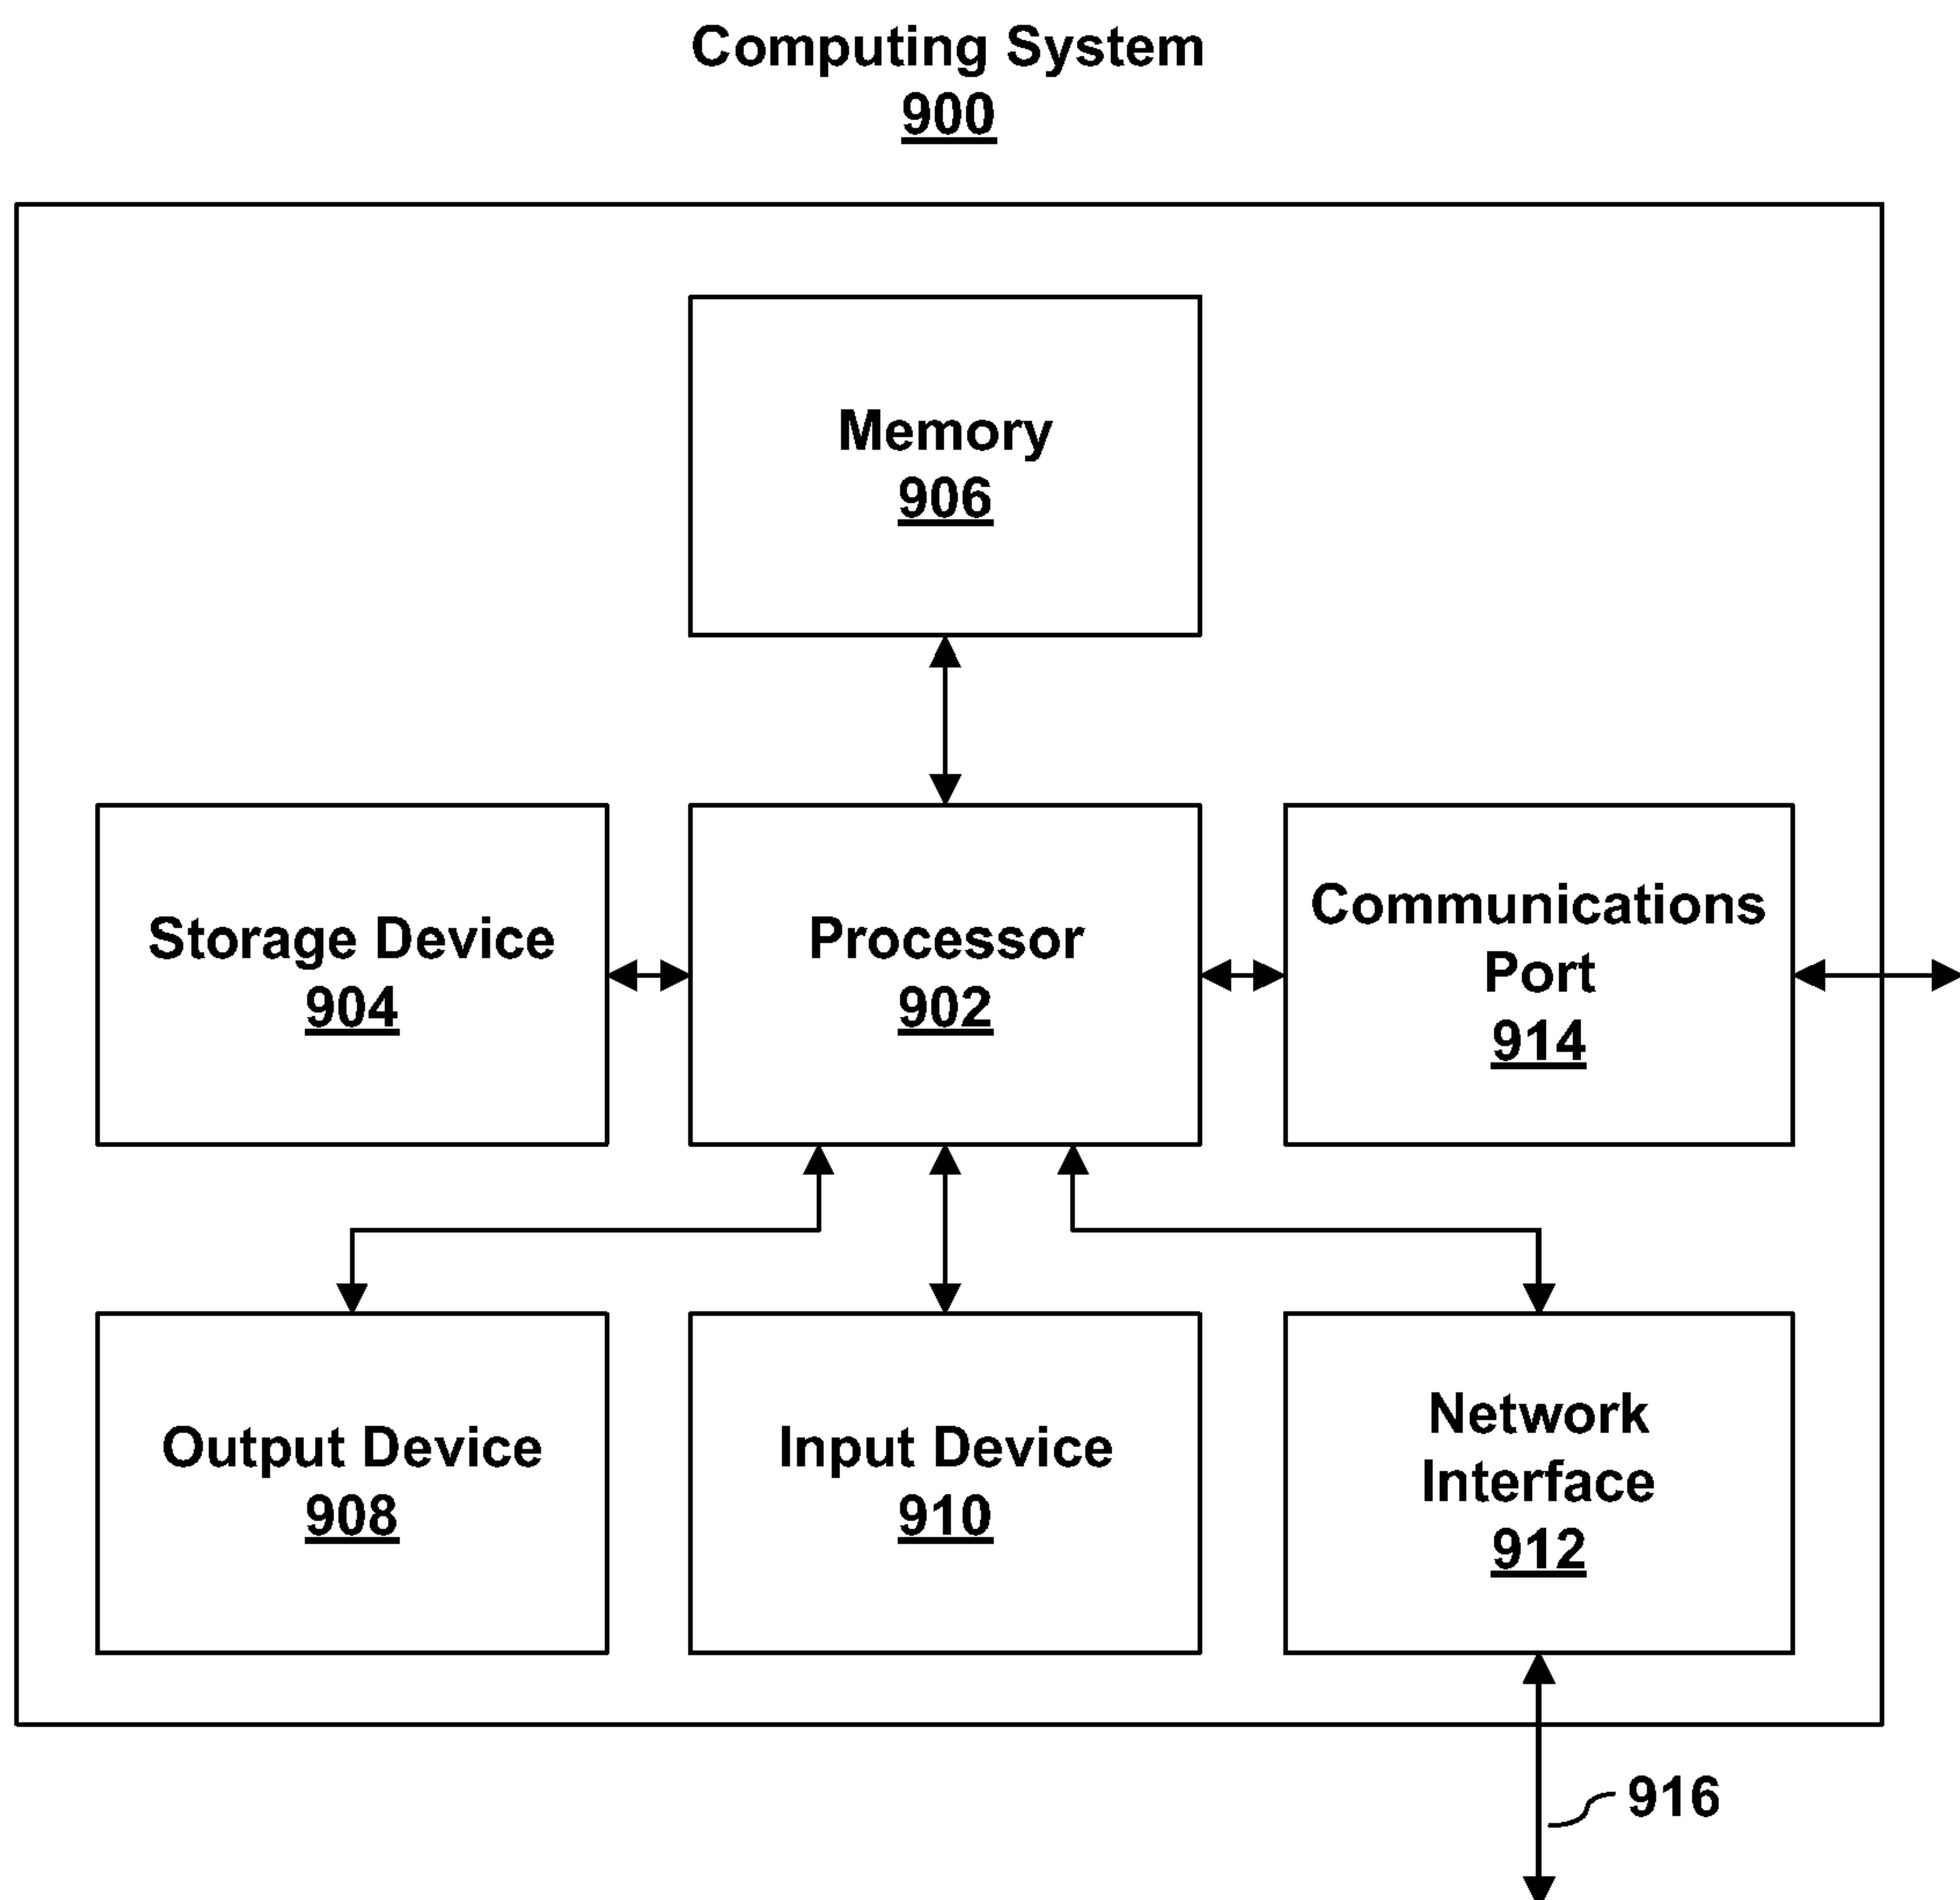 Computing System
900
Memory
906
Storage Device
904
Processor
902
Communications
Port
914
Output Device
908
Input Device
910
Network
Interface
912
916